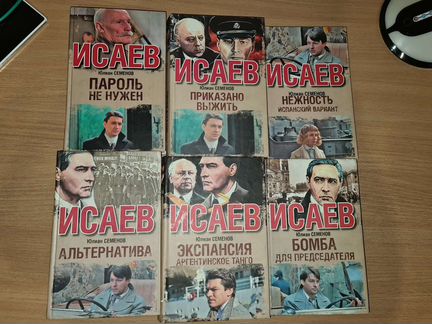 ИСАЕВ
Юлиан СЕМЕНОВ
ПАРОЛЬ
НЕ НУЖЕН
ИСАЕВ
Юлиан СЕМЕНОВ
ПРИКАЗАНО
ВЫЖИТЬ
ИСАЕВ
Юлиан СЕМЕНОВ
НЕЖНОСТЬ
ИСПАНСКИЙ ВАРИАНТ
ИСАЕВ
Юлиан СЕМЕНОВ
АЛЬТЕРНАТИВА
ИСАЕВ
Юлиан СЕМЕНОВ
ЭКСПАНСИЯ
АРГЕНТИНСКОЕ ТАНГО
ИСАЕВ
Юлиан СЕМЕНОВ
БОМБА
ДЛЯ ПРЕДСЕДАТЕЛЯ